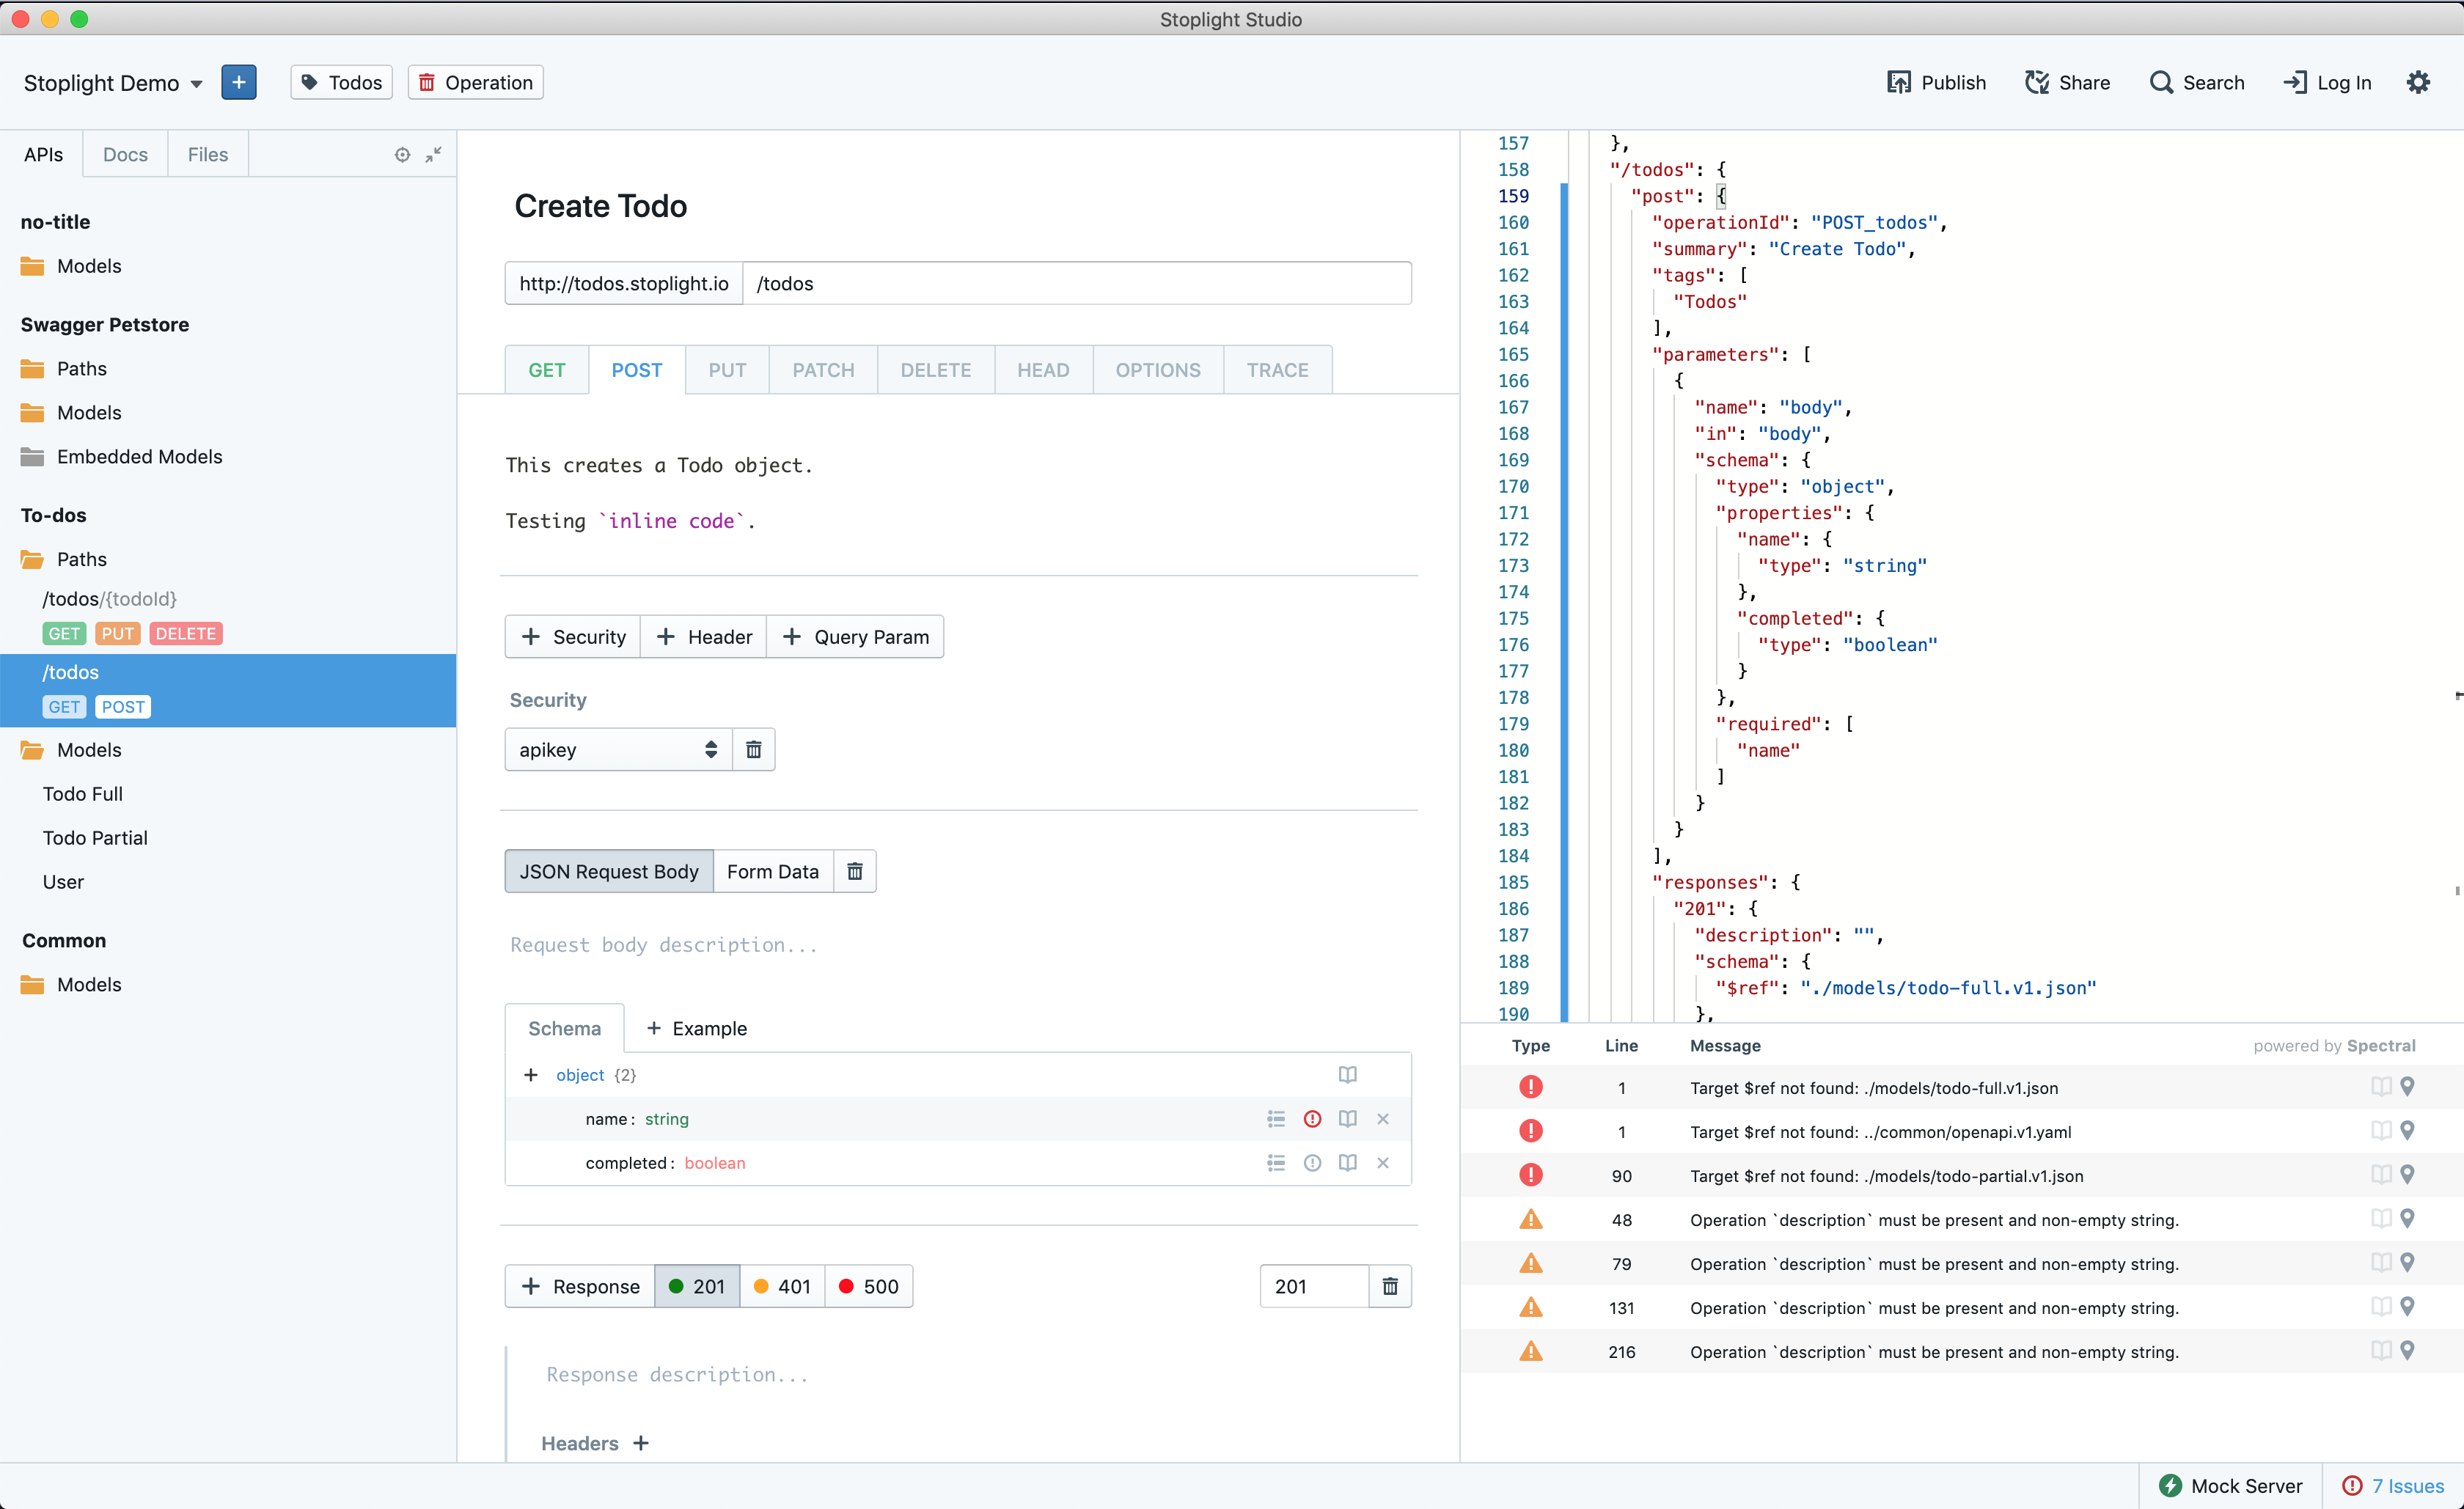 Stoplight Studio
Stoplight Demo
Todos
Operation
Publish
Share
Search
Log In
APIs
Docs
Files
no-title
Models
Swagger Petstore
Paths
Models
Embedded Models
To-dos
Paths
/todos/{todoId}
GET PUT DELETE
/todos
GET POST
Models
Todo Full
Todo Partial
User
Common
Models
Create Todo
http://todos.stoplight.io /todos
GET POST PUT PATCH DELETE HEAD OPTIONS TRACE
This creates a Todo object.
Testing `inline code`.
+ Security + Header + Query Param
Security
apikey
JSON Request Body Form Data
Request body description...
Schema + Example
+ object {2}
name: string
completed: boolean
+ Response 201 401 500 201
Response description...
Headers +
157 },
158 "/todos": {
159 "post": {
160 "operationId": "POST_todos",
161 "summary": "Create Todo",
162 "tags": [
163 "Todos"
164 ],
165 "parameters": [
166 {
167 "name": "body",
168 "in": "body",
169 "schema": {
170 "type": "object",
171 "properties": {
172 "name": {
173 "type": "string"
174 },
175 "completed": {
176 "type": "boolean"
177 }
178 },
179 "required": [
180 "name"
181 ]
182 }
183 }
184 ],
185 "responses": {
186 "201": {
187 "description": "",
188 "schema": {
189 "$ref": "./models/todo-full.v1.json"
190 },
Type Line Message powered by Spectral
1 Target $ref not found: ./models/todo-full.v1.json
1 Target $ref not found: ../common/openapi.v1.yaml
90 Target $ref not found: ./models/todo-partial.v1.json
48 Operation `description` must be present and non-empty string.
79 Operation `description` must be present and non-empty string.
131 Operation `description` must be present and non-empty string.
216 Operation `description` must be present and non-empty string.
Mock Server
7 Issues